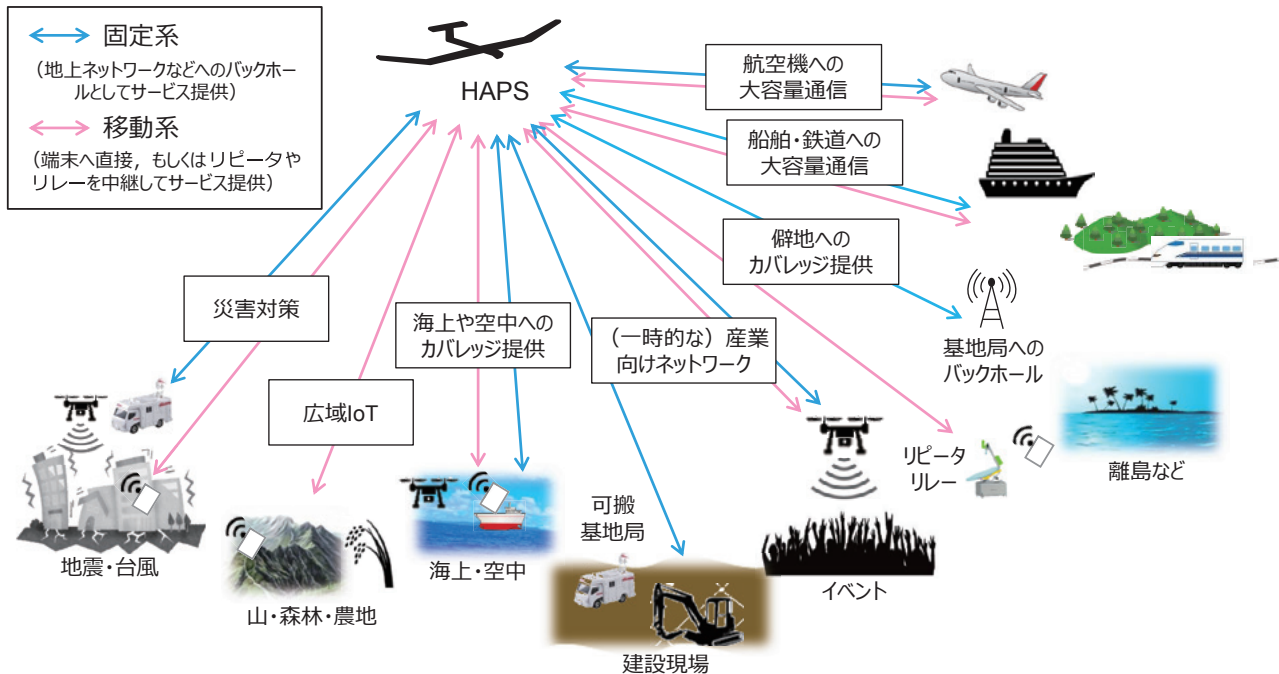 固定系
（地上ネットワークなどへのバックホー
ルとしてサービス提供）
移動系
（端末へ直接，もしくはリピータや
リレーを中継してサービス提供）
HAPS
航空機への
大容量通信
船舶・鉄道への
大容量通信
僻地への
カバレッジ提供
災害対策
海上や空中への
カバレッジ提供
（一時的な）産業
向けネットワーク
広域IoT
基地局への
バックホール
リピータ
リレー
離島など
可搬
基地局
地震・台風
山・森林・農地
海上・空中
建設現場
イベント